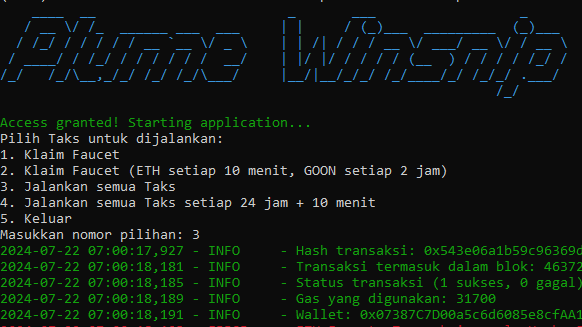 Access granted! Starting application...
Pilih Taks untuk dijalankan:
1. Klaim Faucet
2. Klaim Faucet (ETH setiap 10 menit, GOON setiap 2 jam)
3. Jalankan semua Taks
4. Jalankan semua Taks setiap 24 jam + 10 menit
5. Keluar
Masukkan nomor pilihan: 3
2024-07-22 07:00:17,927 - INFO - Hash transaksi: 0x543e06a1b59c96369d
2024-07-22 07:00:18,181 - INFO - Transaksi termasuk dalam blok: 46372
2024-07-22 07:00:18,185 - INFO - Status transaksi (1 sukses, 0 gagal)
2024-07-22 07:00:18,189 - INFO - Gas yang digunakan: 31700
2024-07-22 07:00:18,191 - INFO - Wallet: 0x07387C7D00a5c6d6085e8cfAA1